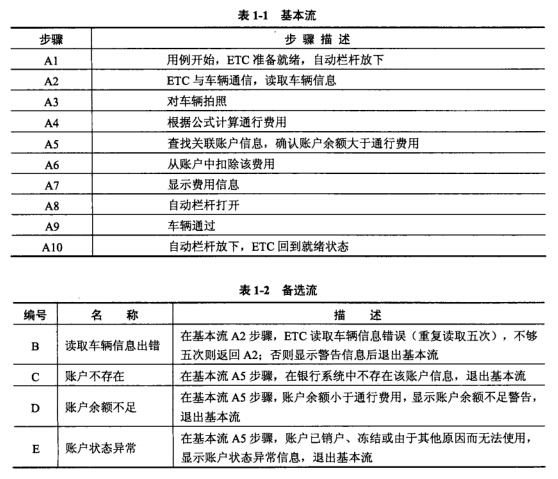 表 1-1 基本流
步骤 步 骤 描 述
A1 用例开始，ETC 准备就绪，自动栏杆放下
A2 ETC 与车辆通信，读取车辆信息
A3 对车辆拍照
A4 根据公式计算通行费用
A5 查找关联账户信息，确认账户余额大于通行费用
A6 从账户中扣除该费用
A7 显示费用信息
A8 自动栏杆打开
A9 车辆通过
A10 自动栏杆放下，ETC 回到就绪状态
表 1-2 备选流
编号 名 称 描 述
B 读取车辆信息出错 在基本流 A2 步骤，ETC 读取车辆信息错误（重复读取五次），不够
五次则返回 A2；否则显示警告信息后退出基本流
C 账户不存在 在基本流 A5 步骤，在银行系统中不存在该账户信息，退出基本流
D 账户余额不足 在基本流 A5 步骤，账户余额小于通行费用，显示账户余额不足警告，
退出基本流
E 账户状态异常 在基本流 A5 步骤，账户已销户、冻结或由于其他原因而无法使用，
显示账户状态异常信息，退出基本流